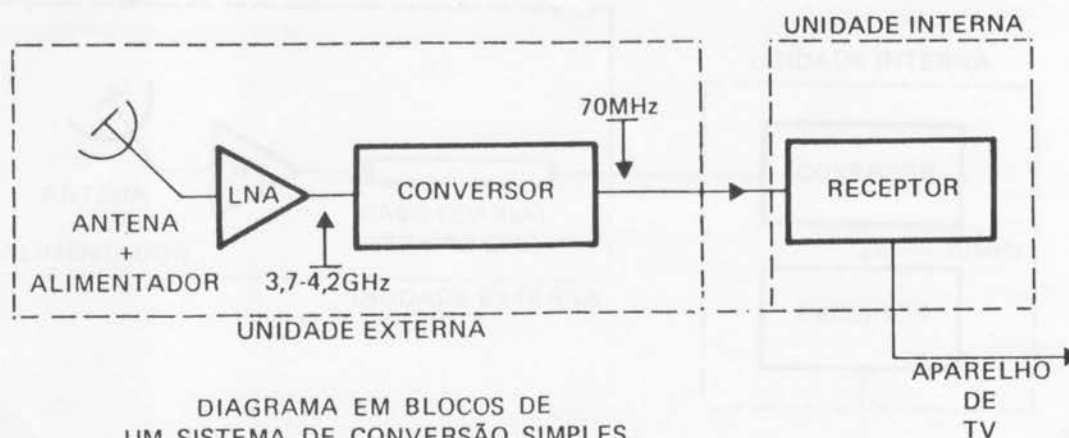 UNIDADE INTERNA
70MHz
LNA
CONVERSOR
RECEPTOR
ANTENA
+
ALIMENTADOR
3,7-4,2GHz
UNIDADE EXTERNA
APARELHO
DE
TV
DIAGRAMA EM BLOCOS DE
UM SISTEMA DE CONVERSÃO SIMPLES